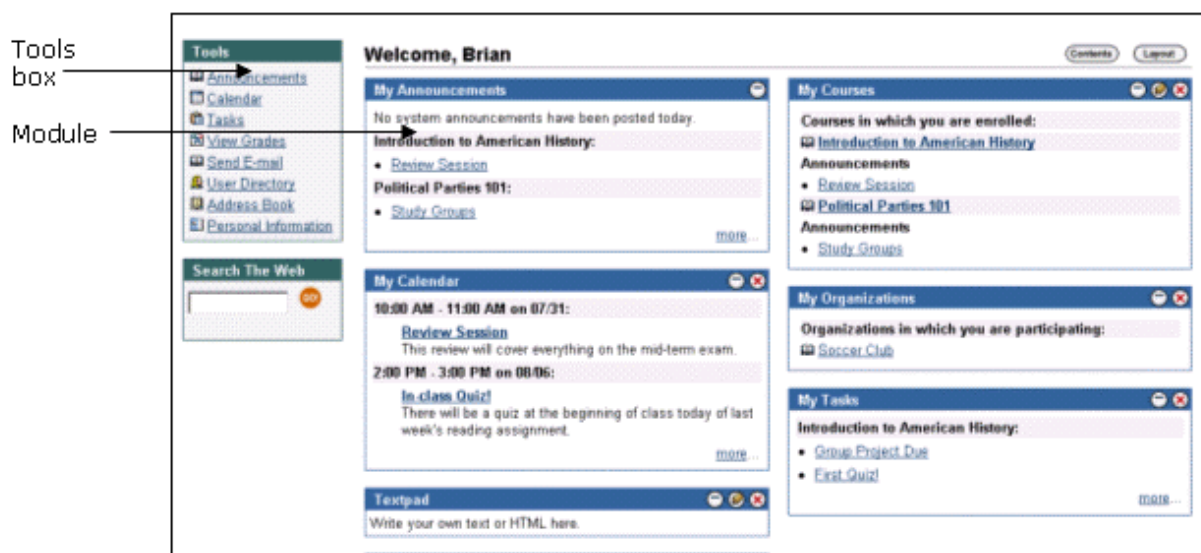 Tools
box
Module
Tools
Announcements
Calendar
Tasks
View Grades
Send E-mail
User Directory
Address Book
Personal Information
Search The Web
GO!
Welcome, Brian
Contents
Layout
My Announcements
No system announcements have been posted today.
Introduction to American History:
• Review Session
Political Parties 101:
• Study Groups
more...
My Calendar
10:00 AM - 11:00 AM on 07/31:
Review Session
This review will cover everything on the mid-term exam.
2:00 PM - 3:00 PM on 08/06:
In class Quiz!
There will be a quiz at the beginning of class today of last
week's reading assignment.
more...
Textpad
Write your own text or HTML here.
My Courses
Courses in which you are enrolled:
Introduction to American History
Announcements
• Review Session
Political Parties 101
Announcements
• Study Groups
My Organizations
Organizations in which you are participating:
Soccer Club
My Tasks
Introduction to American History:
• Group Project Due
• First Quiz!
more...